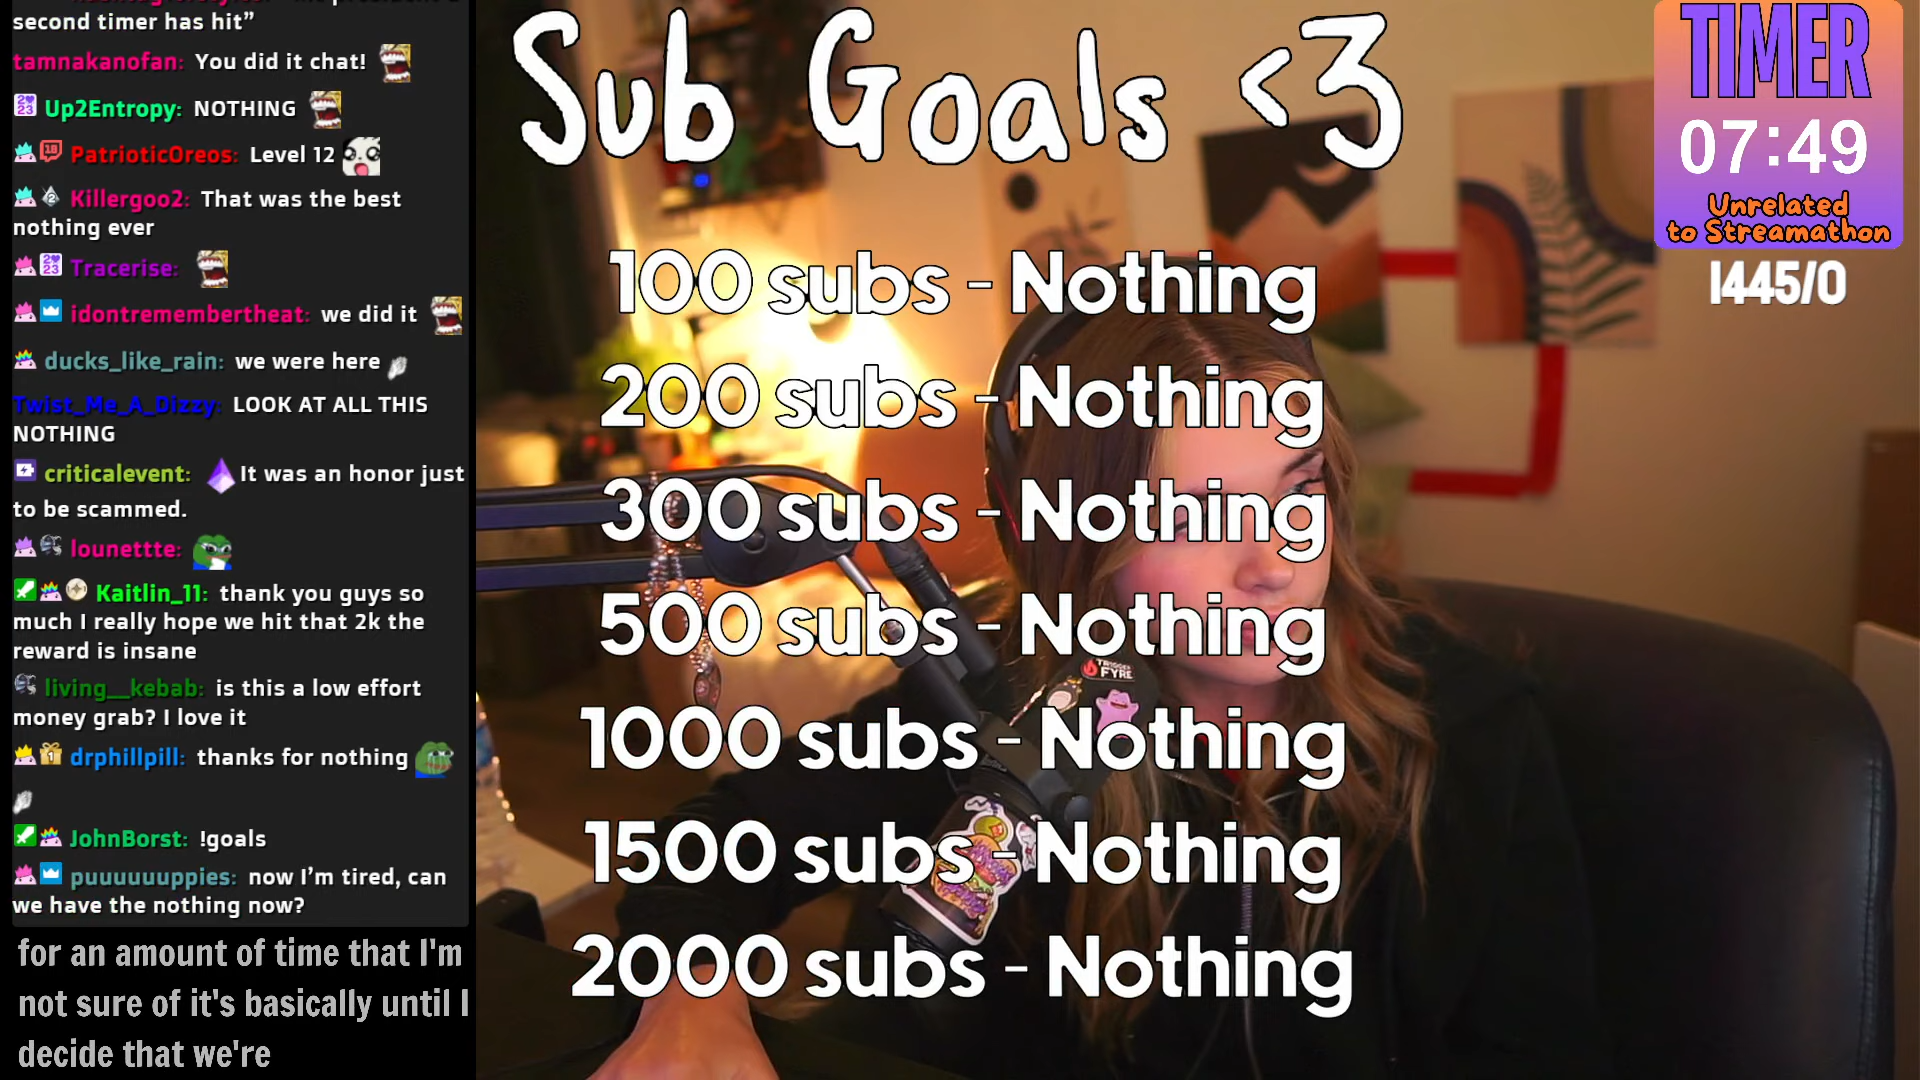 second timer has hit”
tamnakanofan: You did it chat!
Up2Entropy: NOTHING
PatrioticOreos: Level 12
Killergoo2: That was the best
nothing ever
Tracerise:
idontremembertheat: we did it
ducks_like_rain: we were here
Twist_Me_A_Dizzy: LOOK AT ALL THIS
NOTHING
criticalevent: It was an honor just
to be scammed.
lounettte:
Kaitlin_11: thank you guys so
much I really hope we hit that 2k the
reward is insane
living__kebab: is this a low effort
money grab? I love it
drphillpill: thanks for nothing
JohnBorst: !goals
puuuuuuppies: now I’m tired, can
we have the nothing now?
for an amount of time that I'm
not sure of it's basically until I
decide that we're
Sub Goals <3
100 subs - Nothing
200 subs - Nothing
300 subs - Nothing
500 subs - Nothing
1000 subs - Nothing
1500 subs - Nothing
2000 subs - Nothing
TIMER
07:49
Unrelated
to Streamathon
1445/0
FYRE